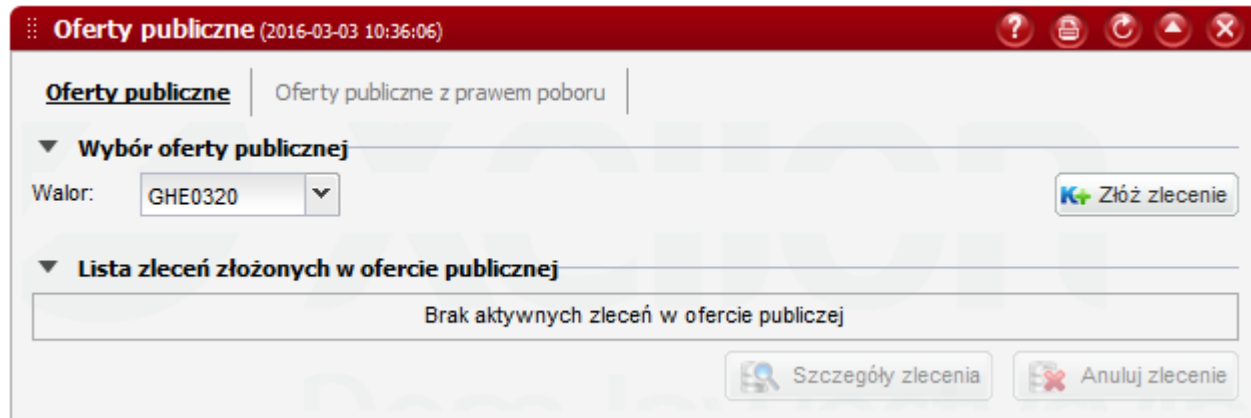 Oferty publiczne (2016-03-03 10:36:06)
Oferty publiczne Oferty publiczne z prawem poboru
Wybór oferty publicznej
Walor: GHE0320 Złóż zlecenie
Lista zleceń złożonych w ofercie publicznej
Brak aktywnych zleceń w ofercie publiczej
Szczegóły zlecenia Anuluj zlecenie